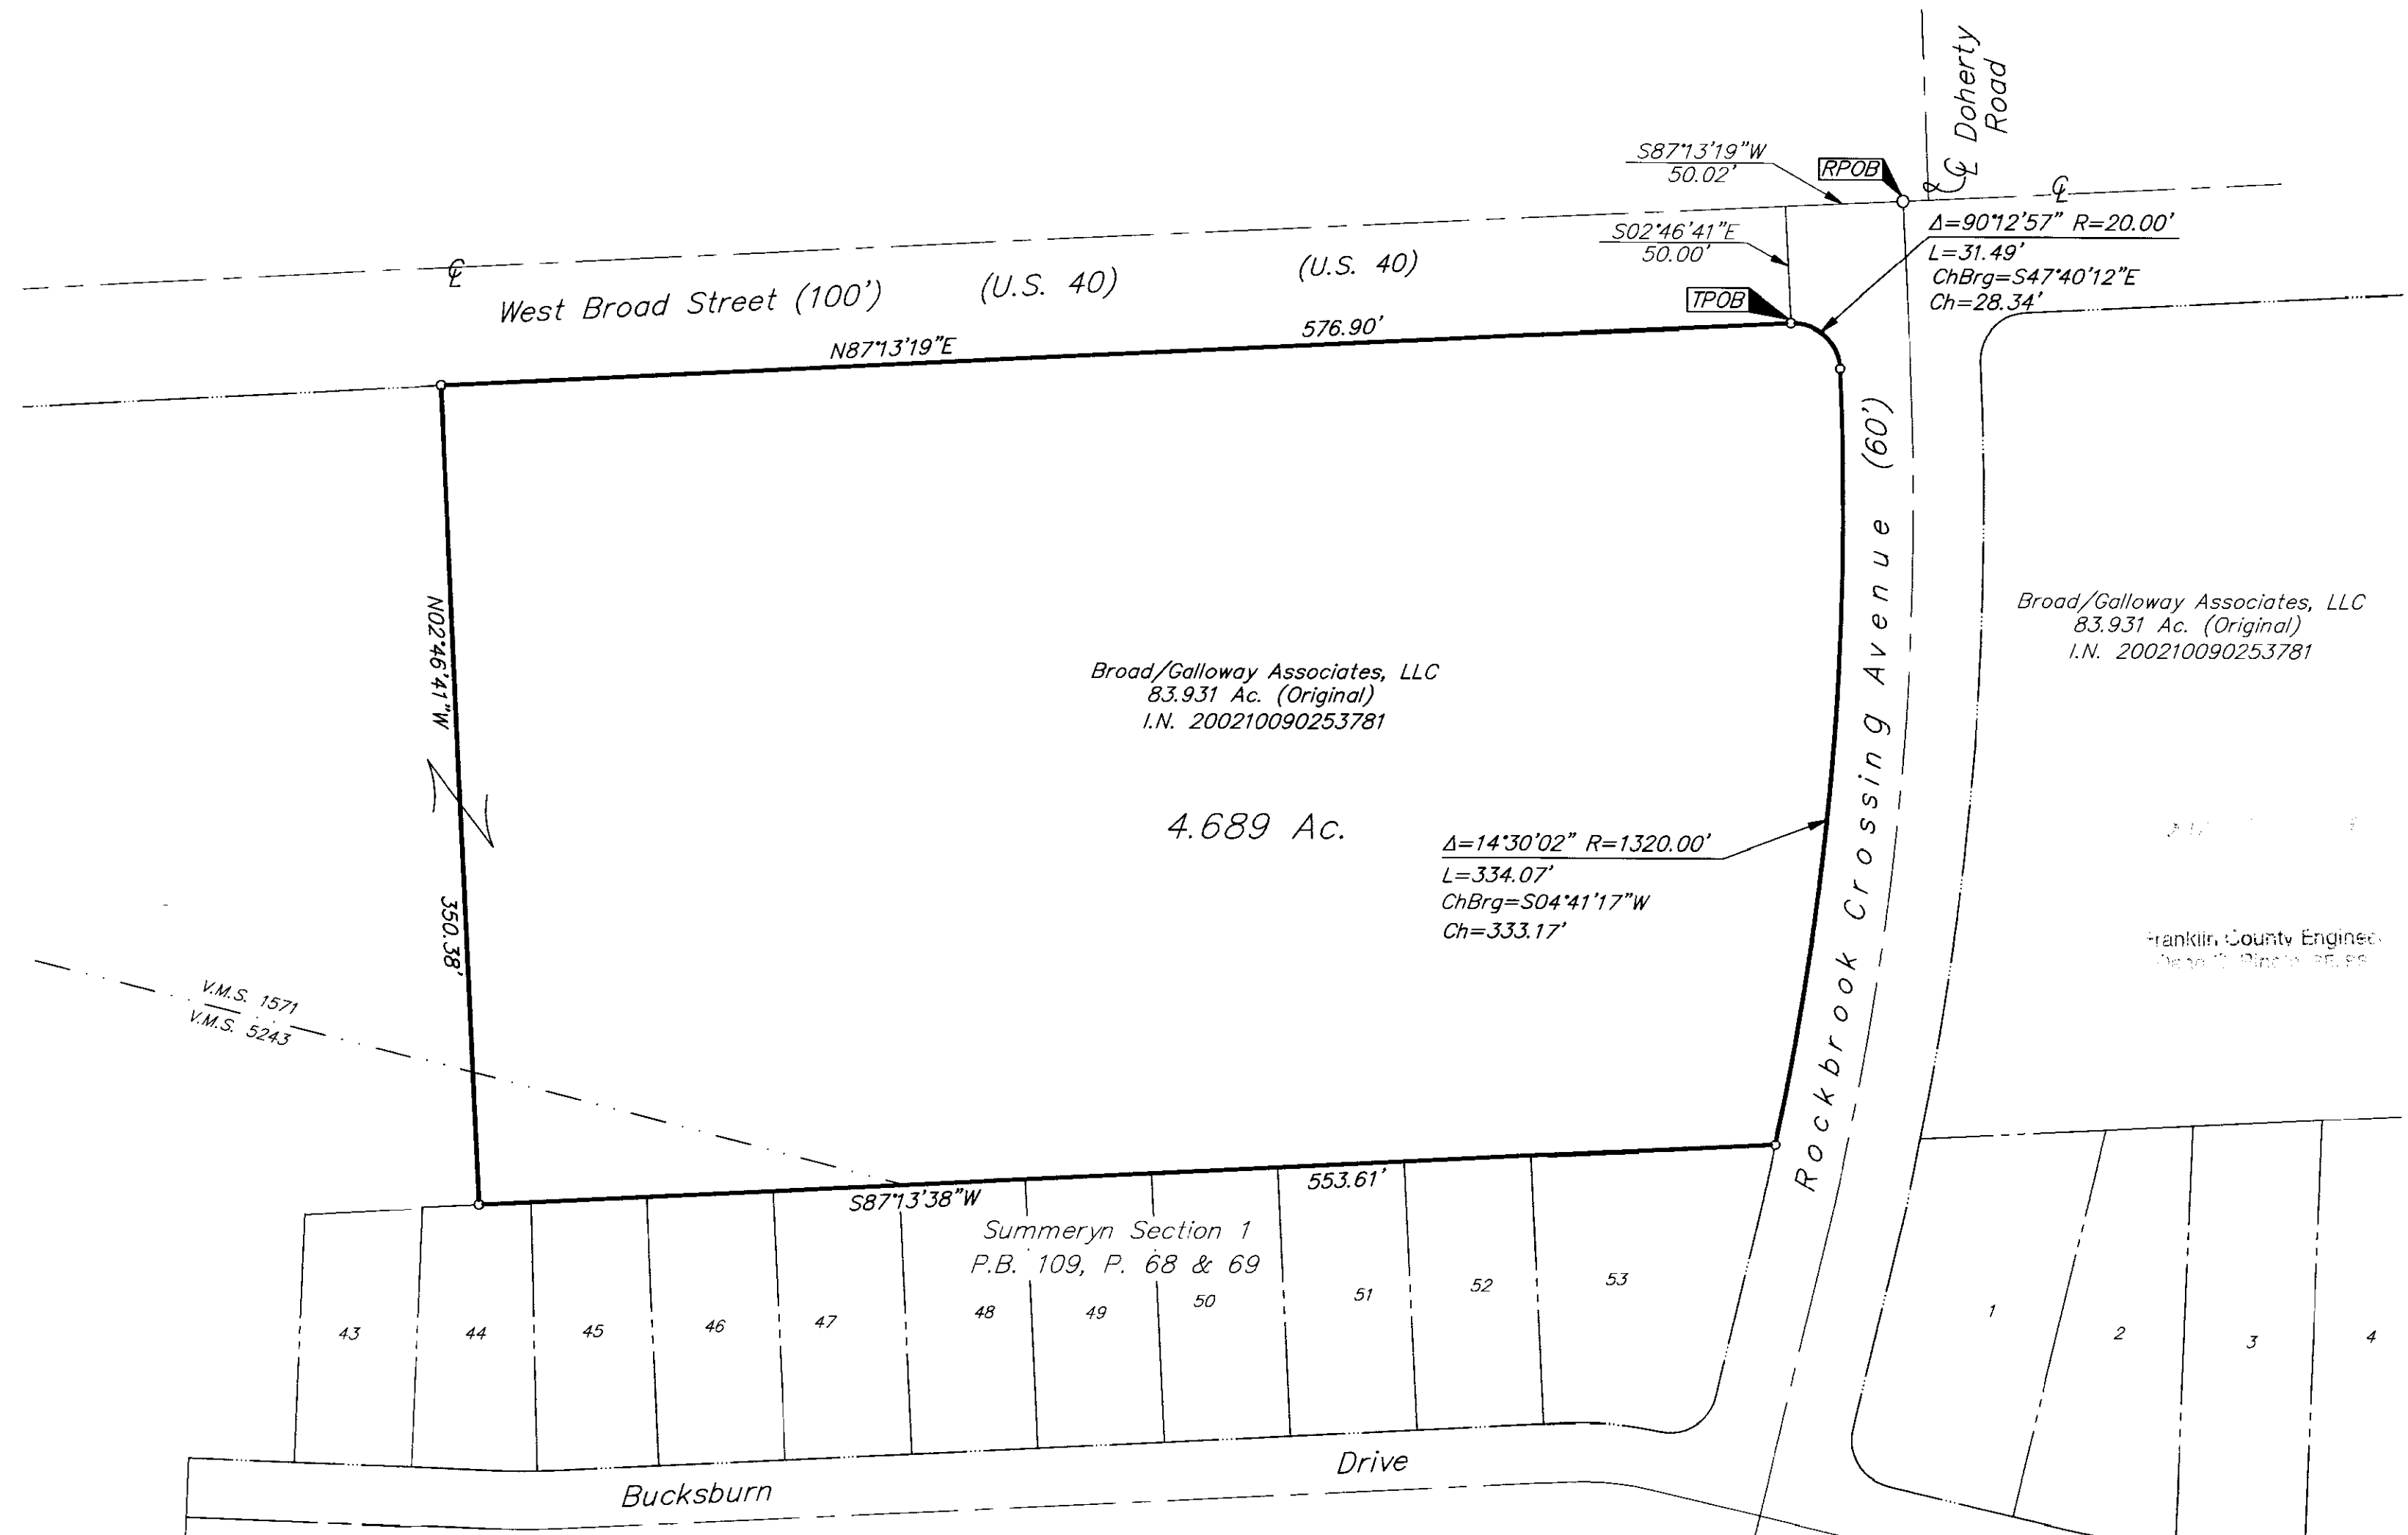 Doherty
Road
S87°13'19"W
50.02'
RPOB
S02°46'41"E
50.00'
TPOB
Δ=90°12'57" R=20.00'
L=31.49'
ChBrg=S47°40'12"E
Ch=28.34'
West Broad Street (100')
(U.S. 40)
(U.S. 40)
N87°13'19"E
576.90'
N02°46'41"W
350.38'
Broad/Galloway Associates, LLC
83.931 Ac. (Original)
I.N. 200210090253781
4.689 Ac.
Δ=14°30'02" R=1320.00'
L=334.07'
ChBrg=S04°41'17"W
Ch=333.17'
Rockbrook Crossing Avenue (60')
Broad/Galloway Associates, LLC
83.931 Ac. (Original)
I.N. 200210090253781
County
V.M.S. 1571
V.M.S. 5243
S87°13'38"W
553.61'
Summeryn Section 1
P.B. 109, P. 68 & 69
43
44
45
46
47
48
49
50
51
52
53
1
2
3
4
Bucksburn
Drive